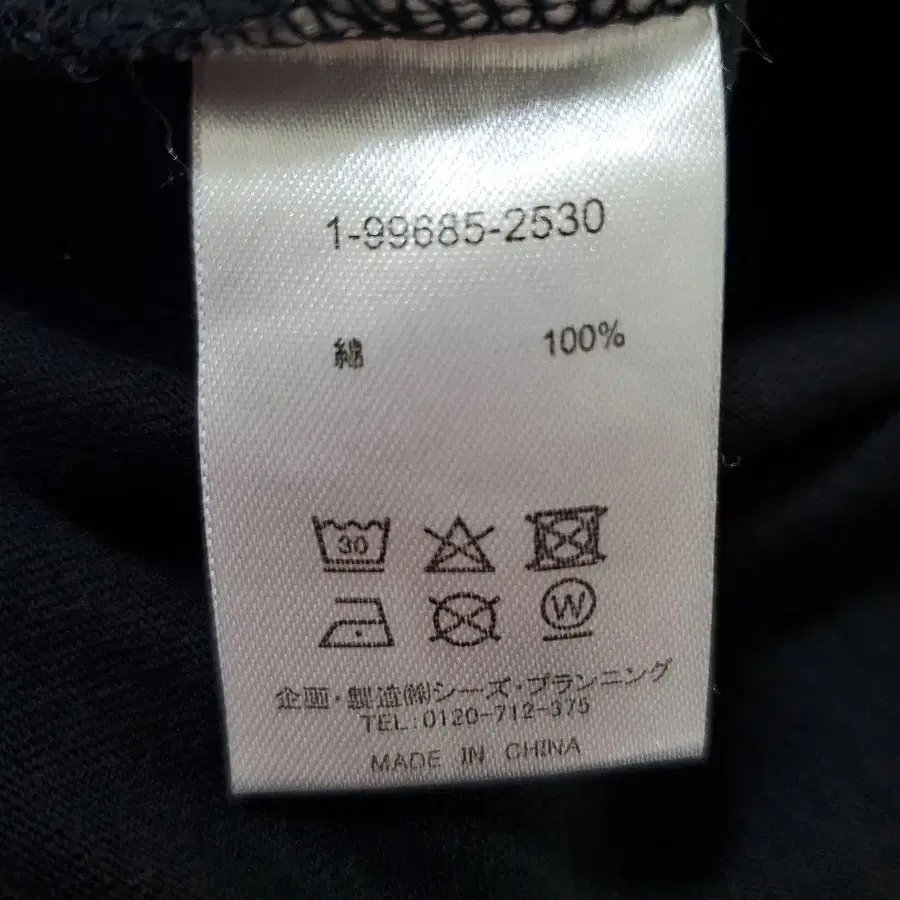 1-99685-2530
綿 100%
30
W
企画・製造㈱シーズ・プランニング
TEL:0120-712-375
MADE IN CHINA